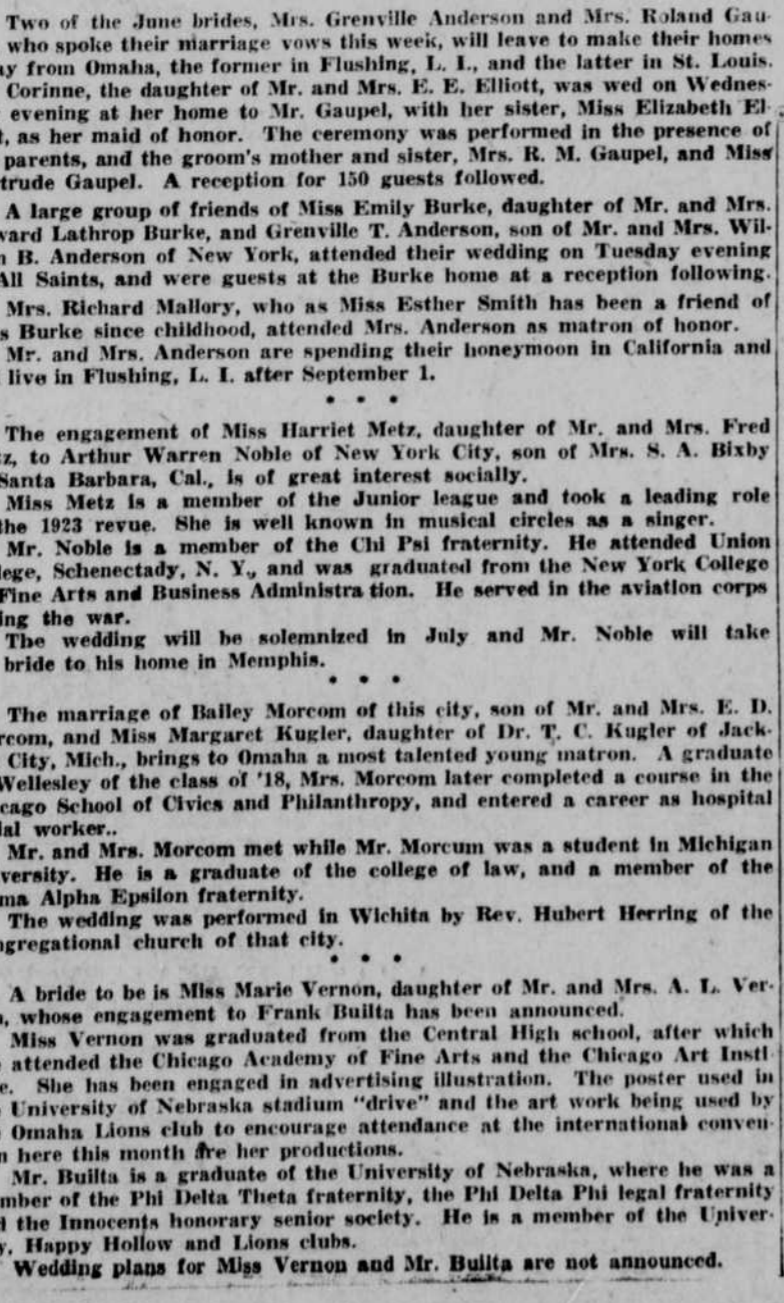 Two of the June brides, Mrs. Grenville Anderson and Mrs. Roland Gau-
who spoke their marriage vows this week, will leave to make their homes
ay from Omaha, the former in Flushing, L. I., and the latter in St. Louis.
Corinne, the daughter of Mr. and Mrs. E. E. Elliott, was wed on Wednes-
evening at her home to Mr. Gaupel, with her sister, Miss Elizabeth El-
t, as her maid of honor. The ceremony was performed in the presence of
parents, and the groom's mother and sister, Mrs. R. M. Gaupel, and Miss
trude Gaupel. A reception for 150 guests followed.
A large group of friends of Miss Emily Burke, daughter of Mr. and Mrs.
ward Lathrop Burke, and Grenville T. Anderson, son of Mr. and Mrs. Wil-
n B. Anderson of New York, attended their wedding on Tuesday evening
All Saints, and were guests at the Burke home at a reception following.
Mrs. Richard Mallory, who as Miss Esther Smith has been a friend of
s Burke since childhood, attended Mrs. Anderson as matron of honor.
Mr. and Mrs. Anderson are spending their honeymoon in California and
live in Flushing, L. I. after September 1.
• • •
The engagement of Miss Harriet Metz, daughter of Mr. and Mrs. Fred
z, to Arthur Warren Noble of New York City, son of Mrs. S. A. Bixby
Santa Barbara, Cal., is of great interest socially.
Miss Metz is a member of the Junior league and took a leading role
the 1923 revue. She is well known in musical circles as a singer.
Mr. Noble is a member of the Chi Psi fraternity. He attended Union
lege, Schenectady, N. Y., and was graduated from the New York College
Fine Arts and Business Administra tion. He served in the aviation corps
ing the war.
The wedding will be solemnized in July and Mr. Noble will take
bride to his home in Memphis.
• • •
The marriage of Bailey Morcom of this city, son of Mr. and Mrs. E. D.
rcom, and Miss Margaret Kugler, daughter of Dr. T. C. Kugler of Jack-
City, Mich., brings to Omaha a most talented young matron. A graduate
Wellesley of the class of '18, Mrs. Morcom later completed a course in the
cago School of Civics and Philanthropy, and entered a career as hospital
ial worker..
Mr. and Mrs. Morcom met while Mr. Morcum was a student in Michigan
versity. He is a graduate of the college of law, and a member of the
ma Alpha Epsilon fraternity.
The wedding was performed in Wichita by Rev. Hubert Herring of the
ngregational church of that city.
• • •
A bride to be is Miss Marie Vernon, daughter of Mr. and Mrs. A. L. Ver-
n, whose engagement to Frank Builta has been announced.
Miss Vernon was graduated from the Central High school, after which
attended the Chicago Academy of Fine Arts and the Chicago Art Insti-
e. She has been engaged in advertising illustration. The poster used in
University of Nebraska stadium "drive" and the art work being used by
Omaha Lions club to encourage attendance at the international conven-
n here this month are her productions.
Mr. Builta is a graduate of the University of Nebraska, where he was a
mber of the Phi Delta Theta fraternity, the Phi Delta Phi legal fraternity
d the Innocents honorary senior society. He is a member of the Univer-
y, Happy Hollow and Lions clubs.
Wedding plans for Miss Vernon and Mr. Builta are not announced.